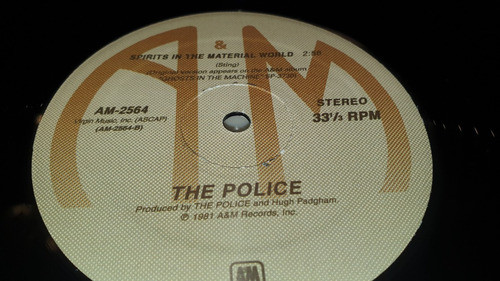 A&M
SPIRITS IN THE MATERIAL WORLD 2:58
(Sting)
(Original version appears on the A&M album
"GHOSTS IN THE MACHINE" SP-3730)
AM-2564
Virgin Music, Inc. (ASCAP)
(AM-2564-B)
STEREO
33⅓ RPM
THE POLICE
Produced by THE POLICE and Hugh Padgham
℗ 1981 A&M Records, Inc.
A&M